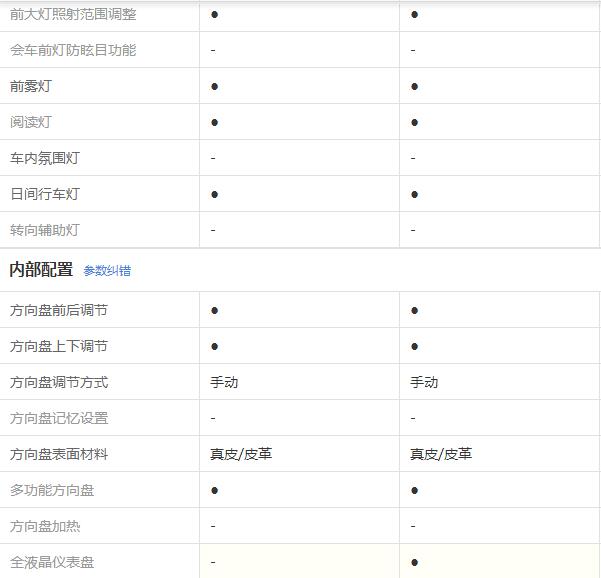 前大灯照射范围调整 ● ●
会车前灯防眩目功能 - -
前雾灯 ● ●
阅读灯 ● ●
车内氛围灯 - -
日间行车灯 ● ●
转向辅助灯 - -
内部配置 参数纠错
方向盘前后调节 ● ●
方向盘上下调节 ● ●
方向盘调节方式 手动 手动
方向盘记忆设置 - -
方向盘表面材料 真皮/皮革 真皮/皮革
多功能方向盘 ● ●
方向盘加热 - -
全液晶仪表盘 - ●